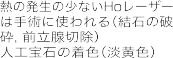 熱の発生の少ないHoレーザー
は手術に使われる(結石の破
砕, 前立腺切除)
人工宝石の着色(淡黄色)